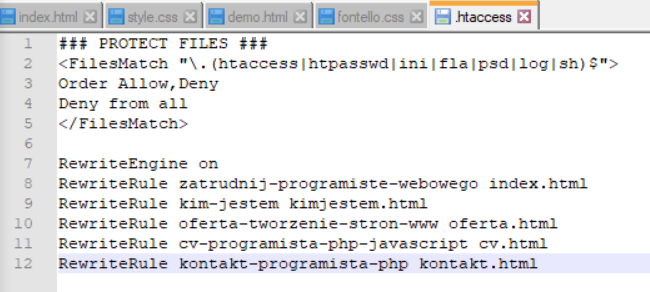 index.html style.css demo.html fontello.css .htaccess
1 ### PROTECT FILES ###
2 <FilesMatch "\.(htaccess|htpasswd|ini|fla|psd|log|sh)$">
3 Order Allow,Deny
4 Deny from all
5 </FilesMatch>
6
7 RewriteEngine on
8 RewriteRule zatrudnij-programiste-webowego index.html
9 RewriteRule kim-jestem kimjestem.html
10 RewriteRule oferta-tworzenie-stron-www oferta.html
11 RewriteRule cv-programista-php-javascript cv.html
12 RewriteRule kontakt-programista-php kontakt.html